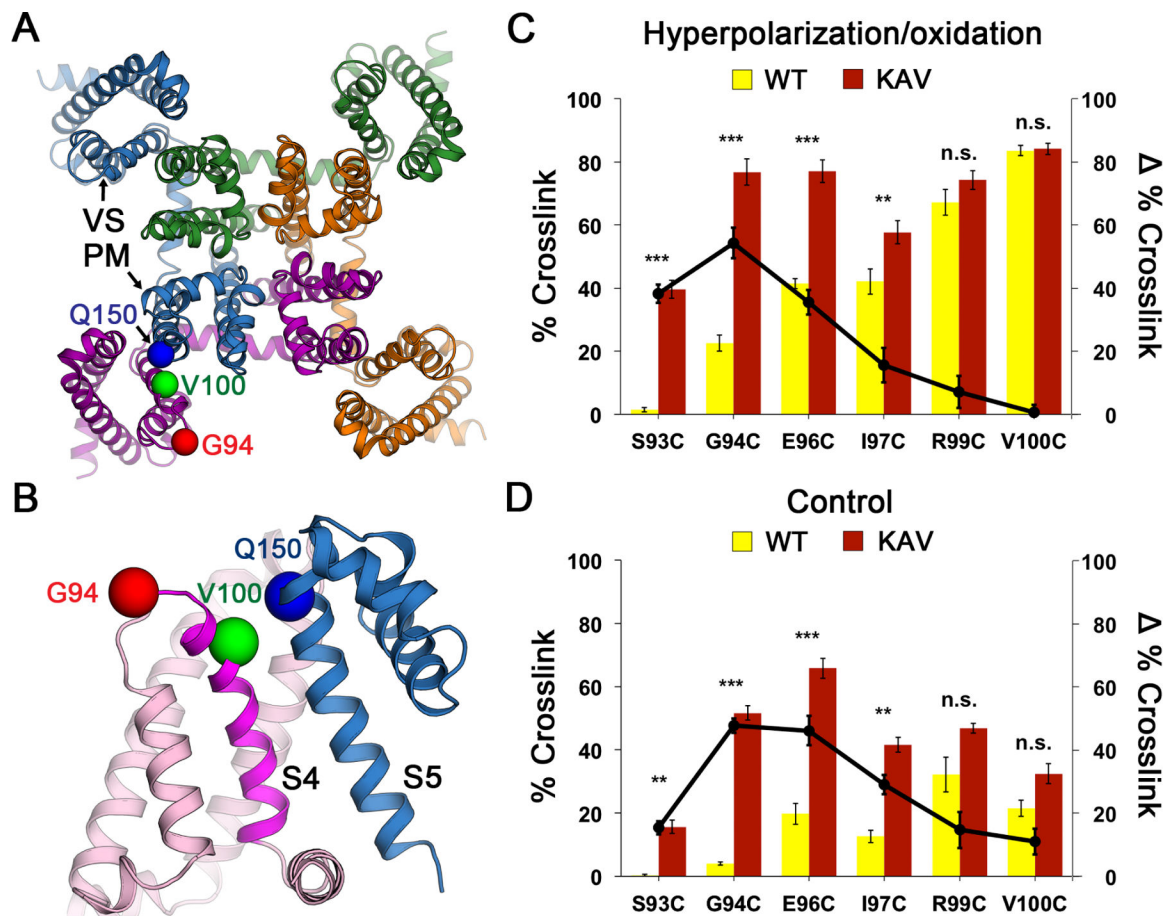 A
VS
PM
Q150
V100
G94
B
Q150
G94
V100
S4
S5
C
Hyperpolarization/oxidation
WT KAV
% Crosslink
Δ % Crosslink
100 100
80 80
60 60
40 40
20 20
0 0
*** *** *** ** n.s. n.s.
S93C G94C E96C I97C R99C V100C
D
Control
WT KAV
% Crosslink
Δ % Crosslink
100 100
80 80
60 60
40 40
20 20
0 0
** *** *** ** n.s. n.s.
S93C G94C E96C I97C R99C V100C